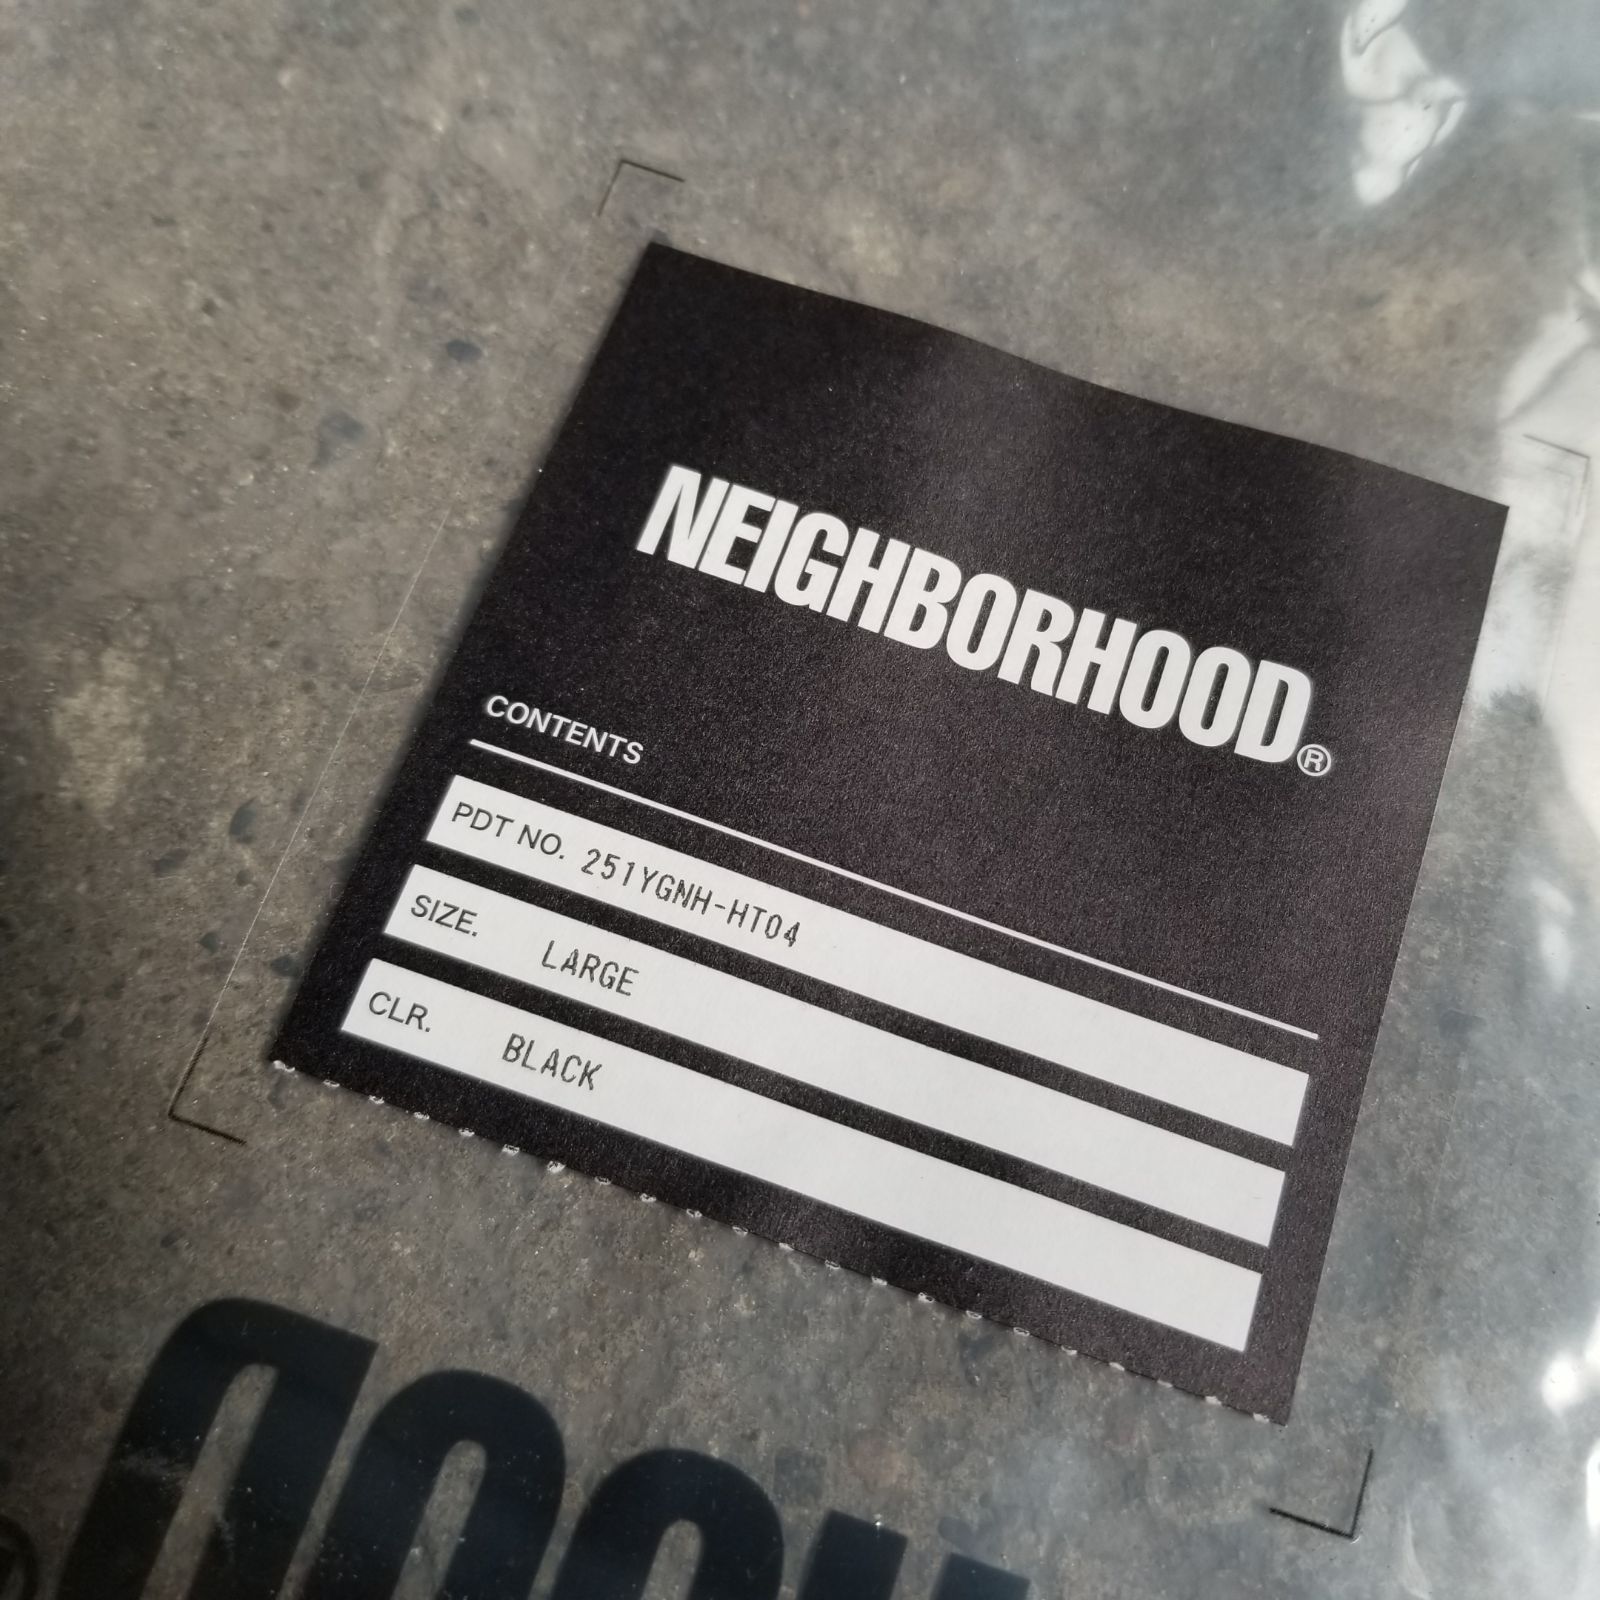 NEIGHBORHOOD®
CONTENTS
PDT NO. 251YGNH-HT04
SIZE. LARGE
CLR. BLACK